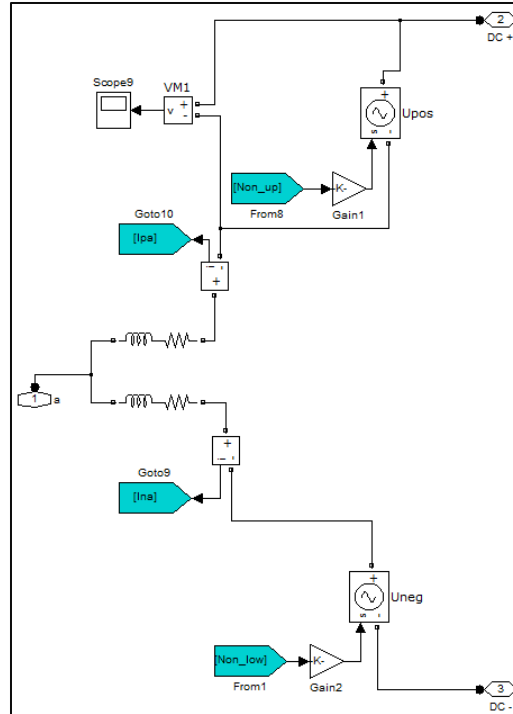 2
DC +
Scope9
VM1
v
+
-
+
-
s
Upos
[Non_up]
-K-
From8
Gain1
Goto10
[Ipa]
i
-
+
1
a
+
i
-
Goto9
[Ina]
+
-
s
Uneg
[Non_low]
-K-
From1
Gain2
3
DC -